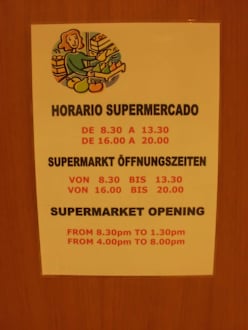 HORARIO SUPERMERCADO
DE 8.30 A 13.30
DE 16.00 A 20.00
SUPERMARKT ÖFFNUNGSZEITEN
VON 8.30 BIS 13.30
VON 16.00 BIS 20.00
SUPERMARKET OPENING
FROM 8.30pm TO 1.30pm
FROM 4.00pm TO 8.00pm